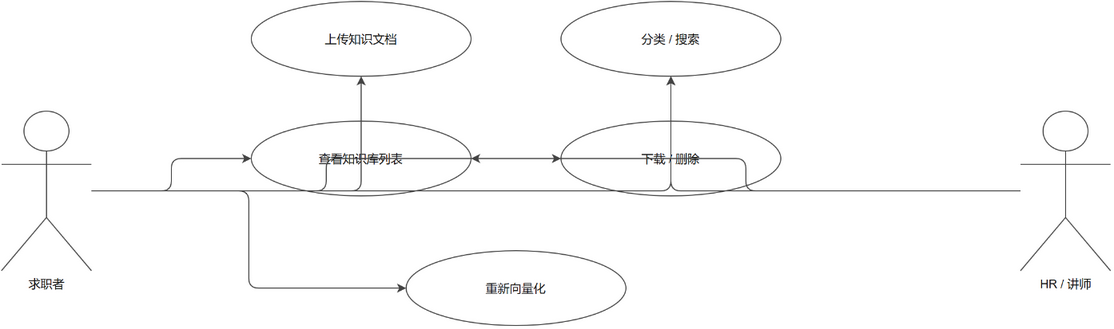 上传知识文档
分类 / 搜索
查看知识库列表
下载 / 删除
求职者
重新向量化
HR / 讲师